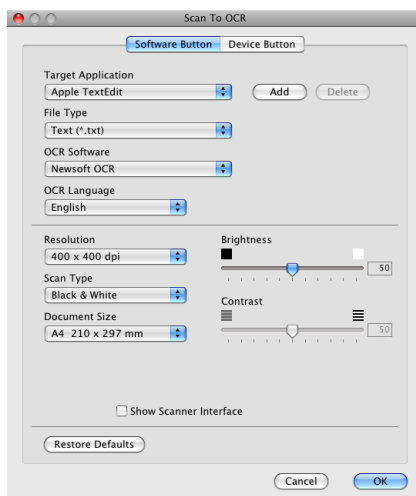 Scan To OCR
Software Button Device Button
Target Application
Apple TextEdit Add Delete
File Type
Text (*.txt)
OCR Software
Newsoft OCR
OCR Language
English
Resolution Brightness
400 x 400 dpi
50
Scan Type
Black & White
Contrast
Document Size
A4 210 x 297 mm 50
Show Scanner Interface
Restore Defaults
Cancel OK